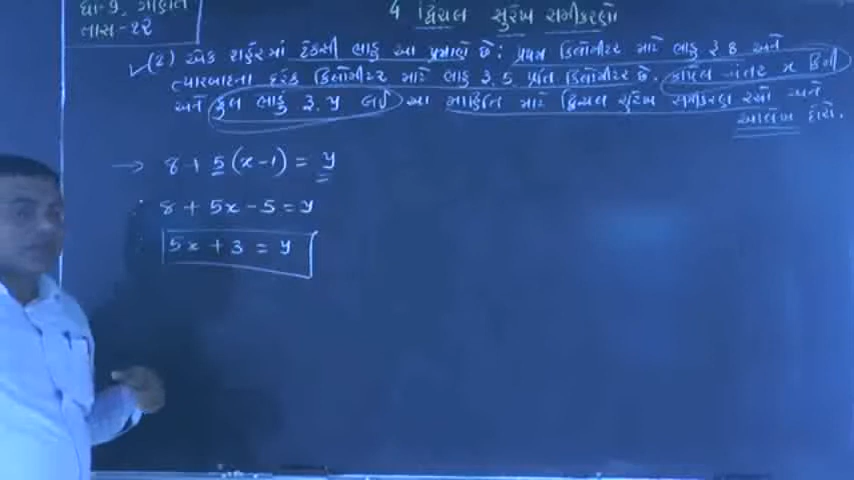 ધો-9, ગણિત
તાસ-૧૨
4 દ્વિચલ સુરેખ સમીકરણો
(2) એક શહેરમાં ટેક્સી ભાડુ આ પ્રમાણે છે : પ્રથમ કિલોમીટર માટે ભાડુ રૂ 8 અને
ત્યારબાદના દરેક કિલોમીટર માટે ભાડુ રૂ. 5 પ્રતિ કિલોમીટર છે. કાપેલ અંતર x કિમી
અને કુલ ભાડું રૂ. y લઈ આ માહિતિ માટે દ્વિચલ સુરેખ સમીકરણ રચો અને
આલેખ દોરો.
→ 8 + 5(x-1) = y
∴ 8 + 5x - 5 = y
∴ 5x + 3 = y